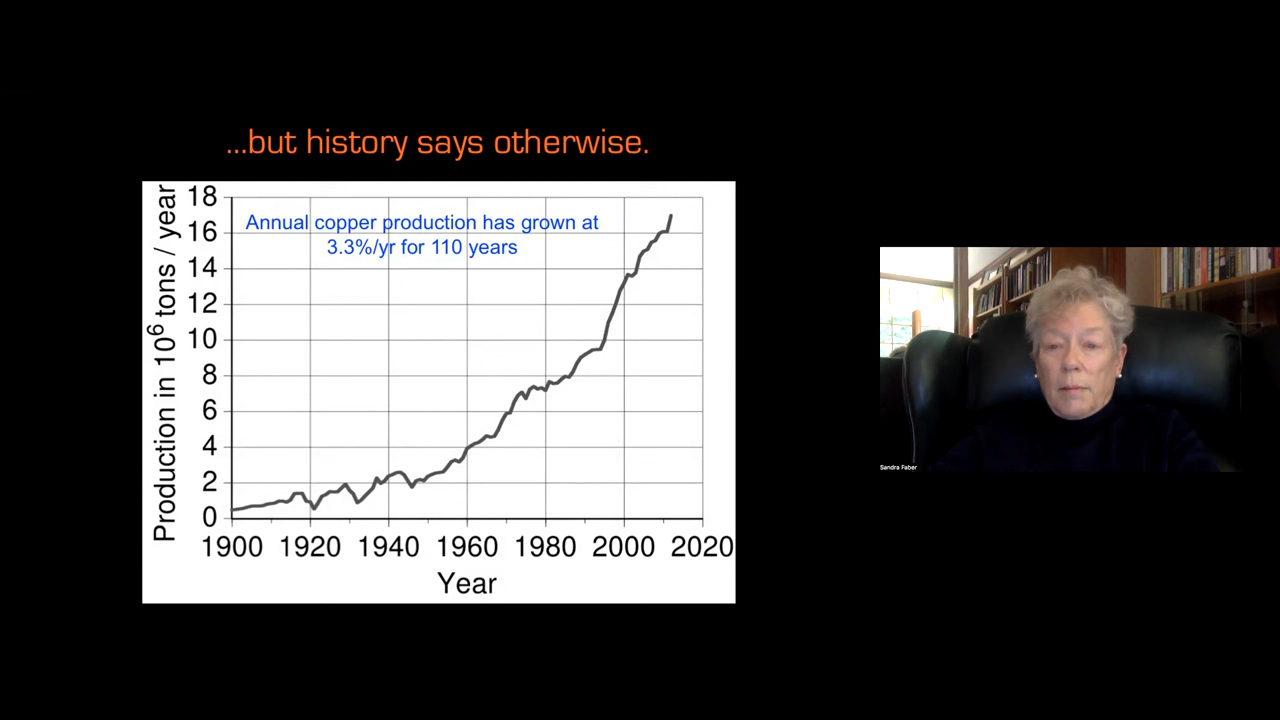 ...but history says otherwise.
Annual copper production has grown at
3.3%/yr for 110 years
Production in 10⁶ tons / year
18
16
14
12
10
8
6
4
2
0
1900 1920 1940 1960 1980 2000 2020
Year
Sandra Faber